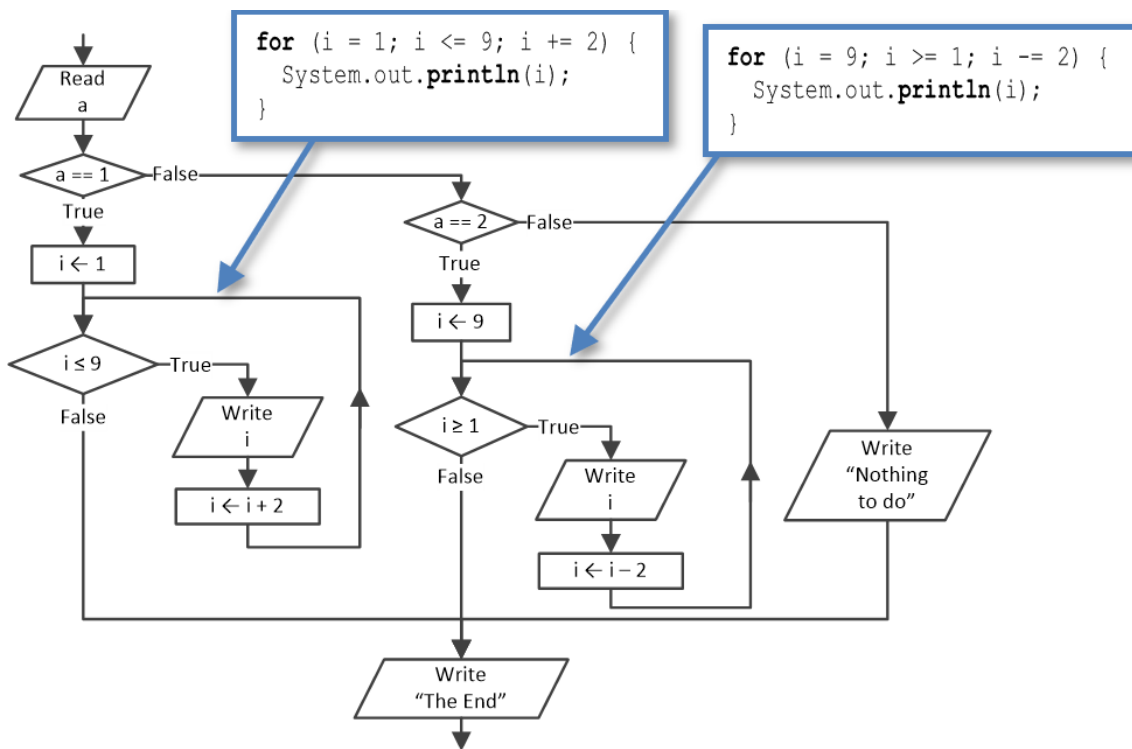 for (i = 1; i <= 9; i += 2) {
  System.out.println(i);
}
for (i = 9; i >= 1; i -= 2) {
  System.out.println(i);
}
Read
a
a == 1
False
True
i ← 1
i ≤ 9
True
False
Write
i
i ← i + 2
a == 2
False
True
i ← 9
i ≥ 1
True
False
Write
i
i ← i – 2
Write
“Nothing
to do”
Write
“The End”